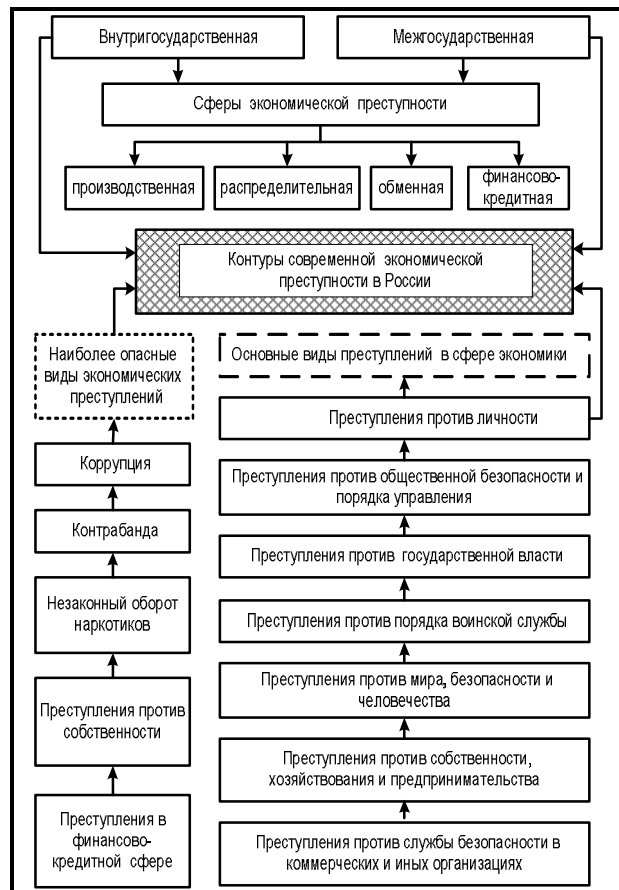 Внутригосударственная
Межгосударственная
Сферы экономической преступности
производственная
распределительная
обменная
финансово-
кредитная
Контуры современной экономической
преступности в России
Наиболее опасные
виды экономических
преступлений
Коррупция
Контрабанда
Незаконный оборот
наркотиков
Преступления против
собственности
Преступления в
финансово-
кредитной сфере
Основные виды преступлений в сфере экономики
Преступления против личности
Преступления против общественной безопасности и
порядка управления
Преступления против государственной власти
Преступления против порядка воинской службы
Преступления против мира, безопасности и
человечества
Преступления против собственности,
хозяйствования и предпринимательства
Преступления против службы безопасности в
коммерческих и иных организациях